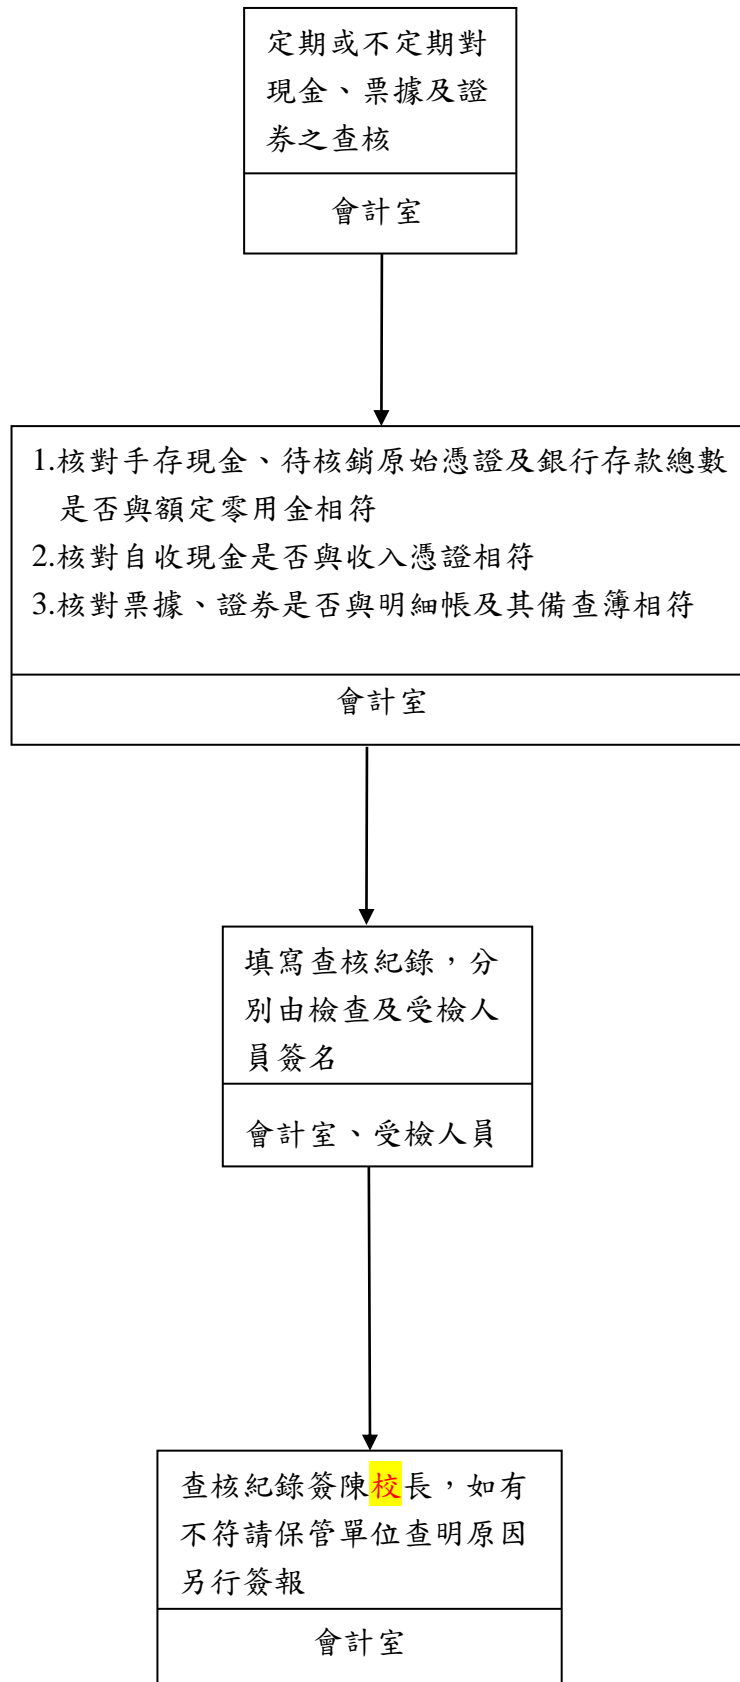 定期或不定期對
現金、票據及證
券之查核
會計室
1.核對手存現金、待核銷原始憑證及銀行存款總數
是否與額定零用金相符
2.核對自收現金是否與收入憑證相符
3.核對票據、證券是否與明細帳及其備查簿相符
會計室
填寫查核紀錄，分
別由檢查及受檢人
員簽名
會計室、受檢人員
查核紀錄簽陳校長，如有
不符請保管單位查明原因
另行簽報
會計室